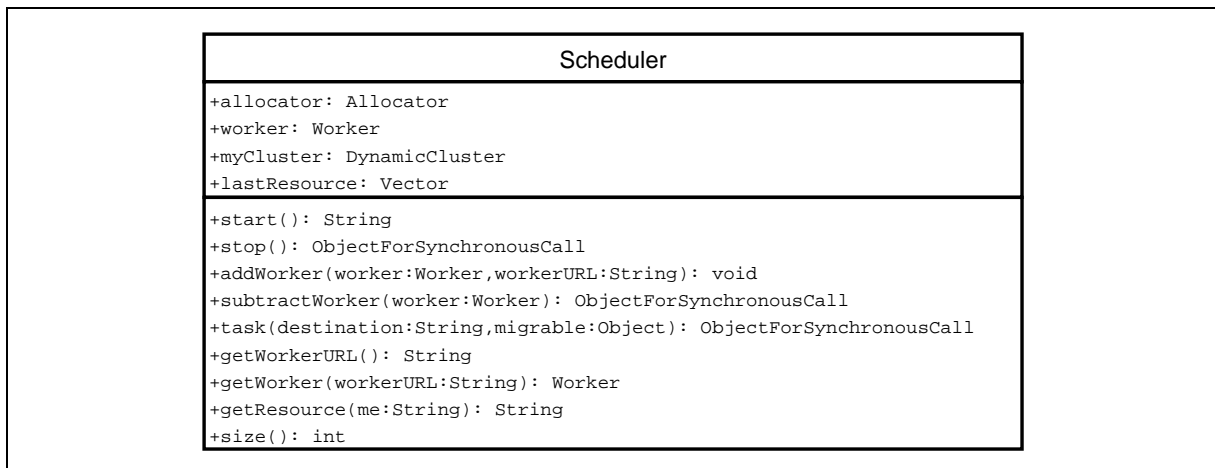 Scheduler
+allocator: Allocator
+worker: Worker
+myCluster: DynamicCluster
+lastResource: Vector
+start(): String
+stop(): ObjectForSynchronousCall
+addWorker(worker:Worker,workerURL:String): void
+subtractWorker(worker:Worker): ObjectForSynchronousCall
+task(destination:String,migrable:Object): ObjectForSynchronousCall
+getWorkerURL(): String
+getWorker(workerURL:String): Worker
+getResource(me:String): String
+size(): int